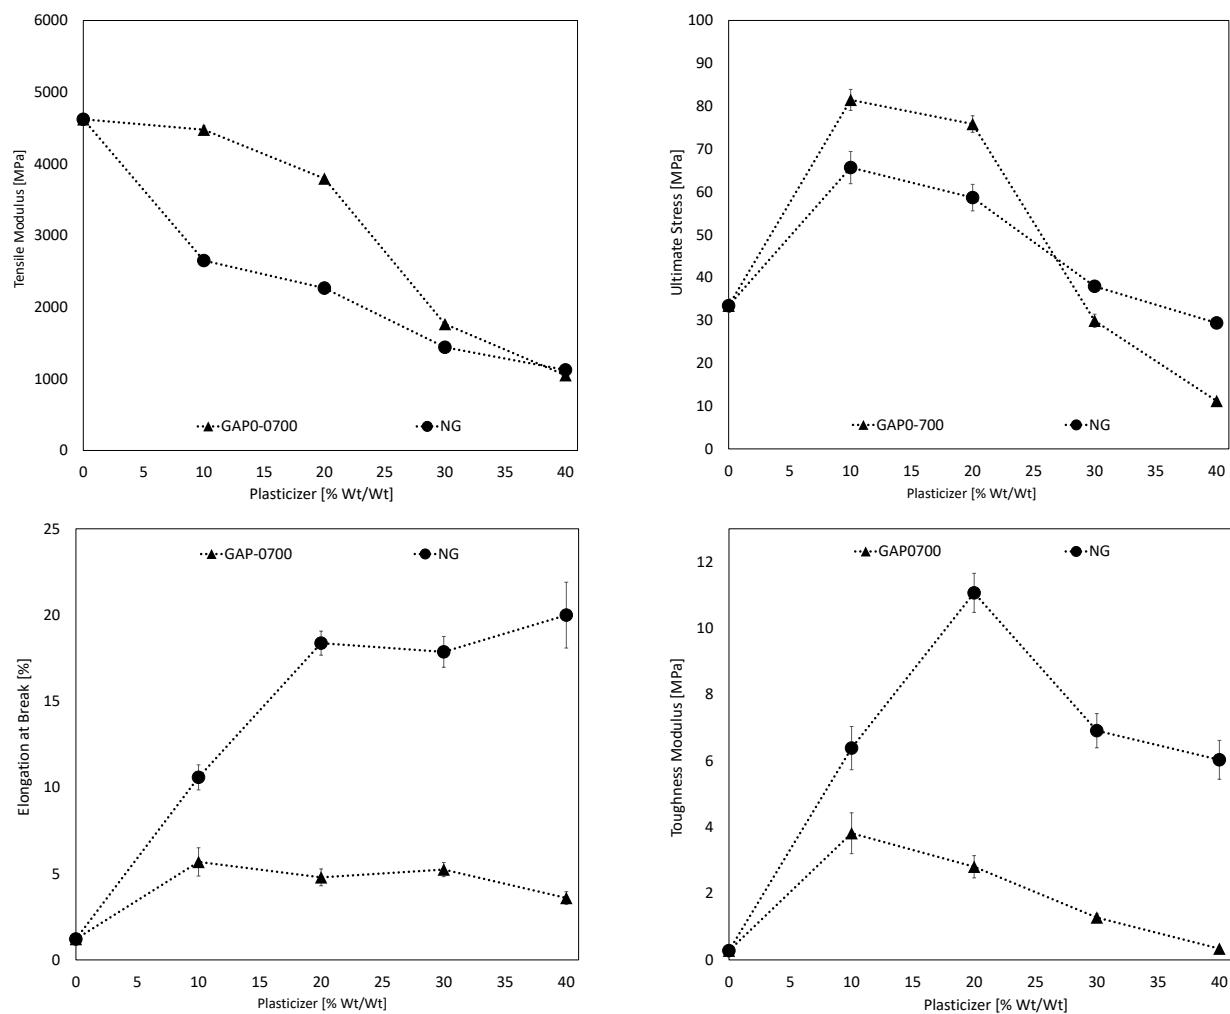 6000
5000
4000
3000
2000
1000
0
Tensile Modulus [MPa]
GAP0-0700 NG
0 5 10 15 20 25 30 35 40
Plasticizer [% Wt/Wt]
100
90
80
70
60
50
40
30
20
10
0
Ultimate Stress [MPa]
GAP0-700 NG
0 5 10 15 20 25 30 35 40
Plasticizer [% Wt/Wt]
25
20
15
10
5
0
Elongation at Break [%]
GAP-0700 NG
0 5 10 15 20 25 30 35 40
Plasticizer [% Wt/Wt]
12
10
8
6
4
2
0
Toughness Modulus [MPa]
GAP0700 NG
0 5 10 15 20 25 30 35 40
Plasticizer [% Wt/Wt]